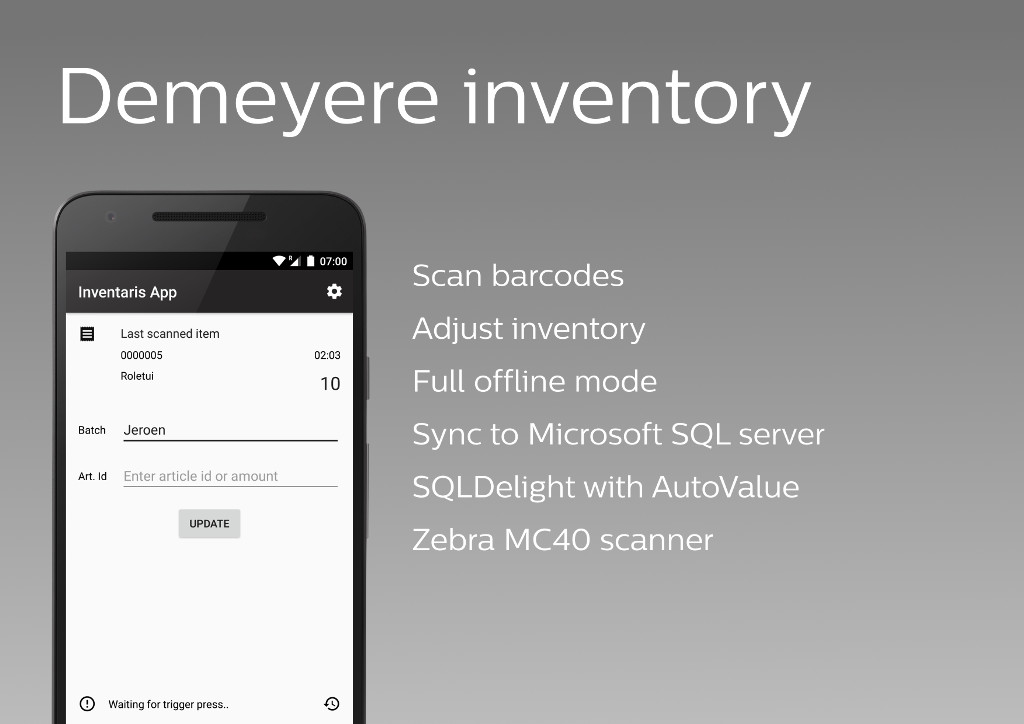 Demeyere inventory
R
07:00
Inventaris App
Last scanned item
0000005 02:03
Roletui 10
Batch Jeroen
Art. Id Enter article id or amount
UPDATE
Waiting for trigger press..
Scan barcodes
Adjust inventory
Full offline mode
Sync to Microsoft SQL server
SQLDelight with AutoValue
Zebra MC40 scanner